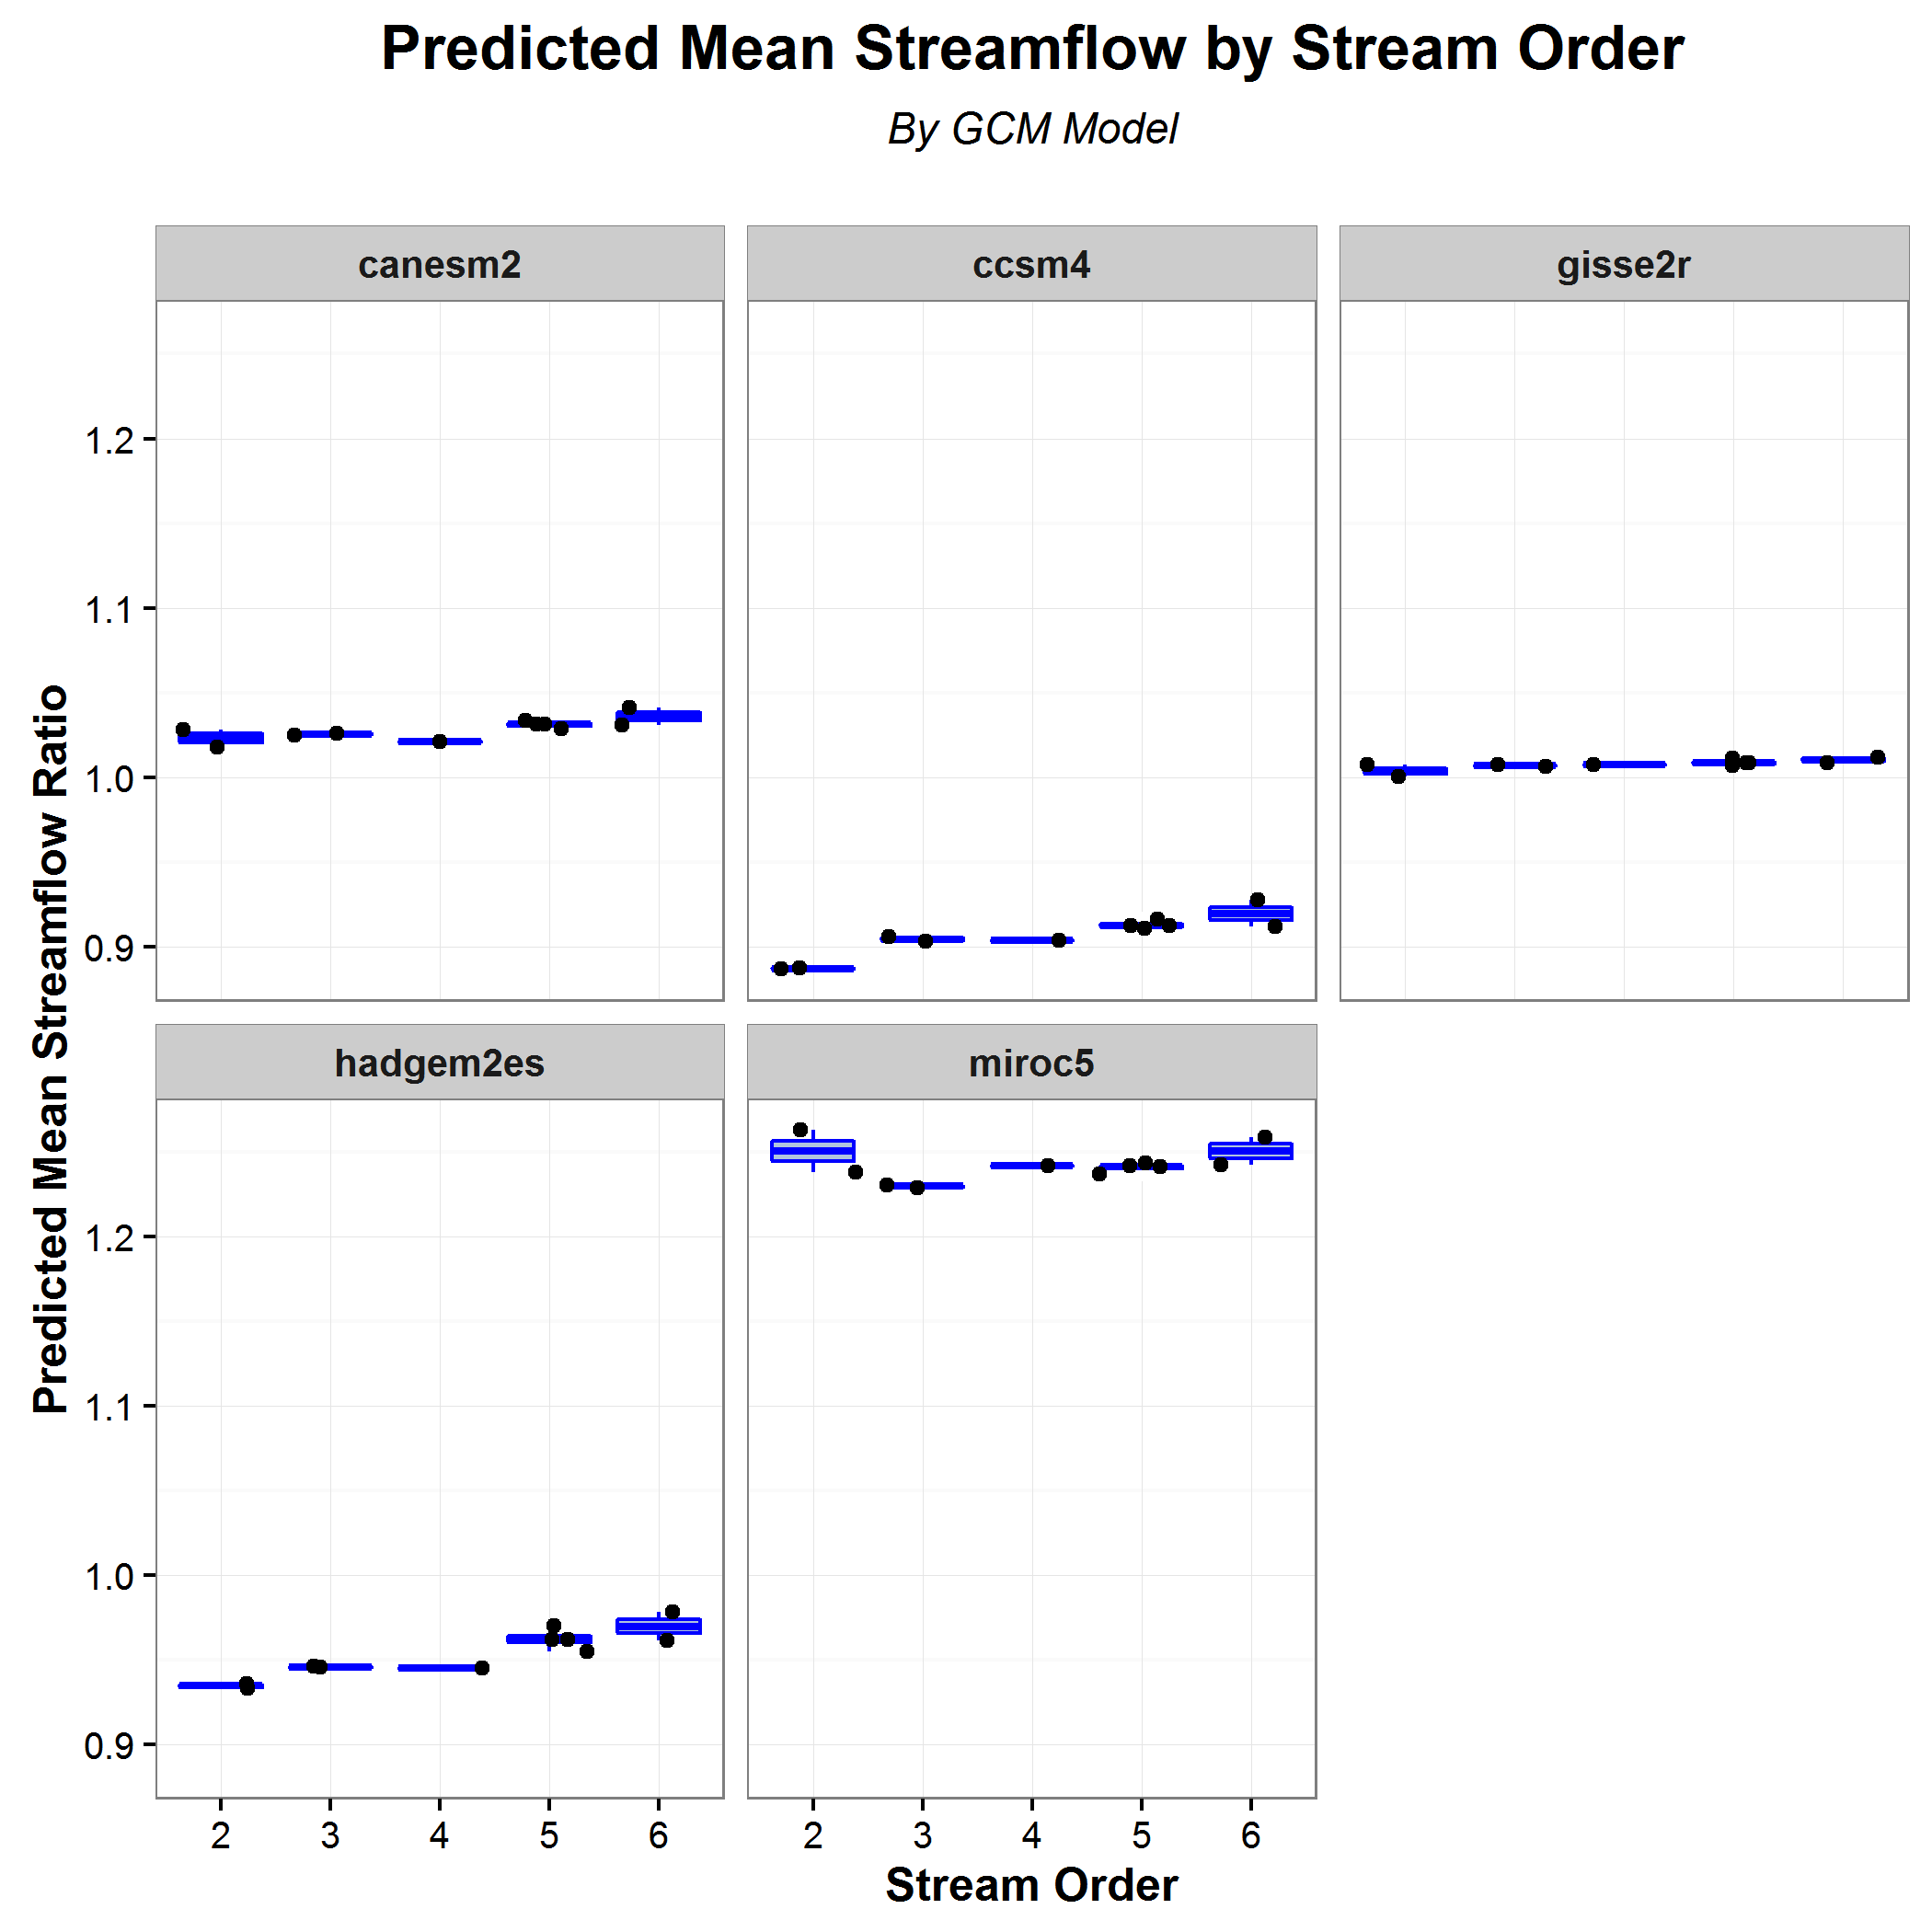 Predicted Mean Streamflow by Stream Order
By GCM Model
canesm2
ccsm4
gisse2r
Predicted Mean Streamflow Ratio
1.2
1.1
1.0
0.9
hadgem2es
miroc5
1.2
1.1
1.0
0.9
2 3 4 5 6
2 3 4 5 6
Stream Order